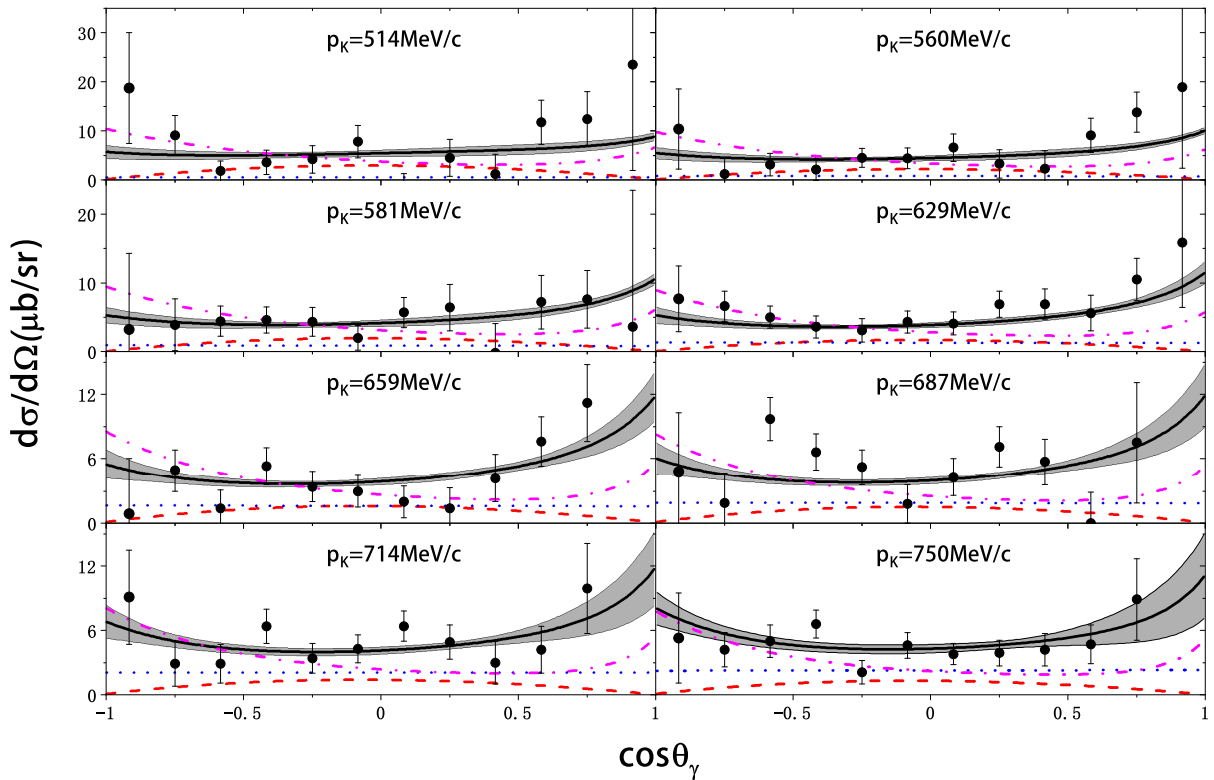 30
20
10
0
20
10
0
12
6
0
12
6
0
dσ/dΩ(μb/sr)
p_K=514MeV/c
p_K=560MeV/c
p_K=581MeV/c
p_K=629MeV/c
p_K=659MeV/c
p_K=687MeV/c
p_K=714MeV/c
p_K=750MeV/c
-1 -0.5 0 0.5 1 -0.5 0 0.5 1
cosθ_γ